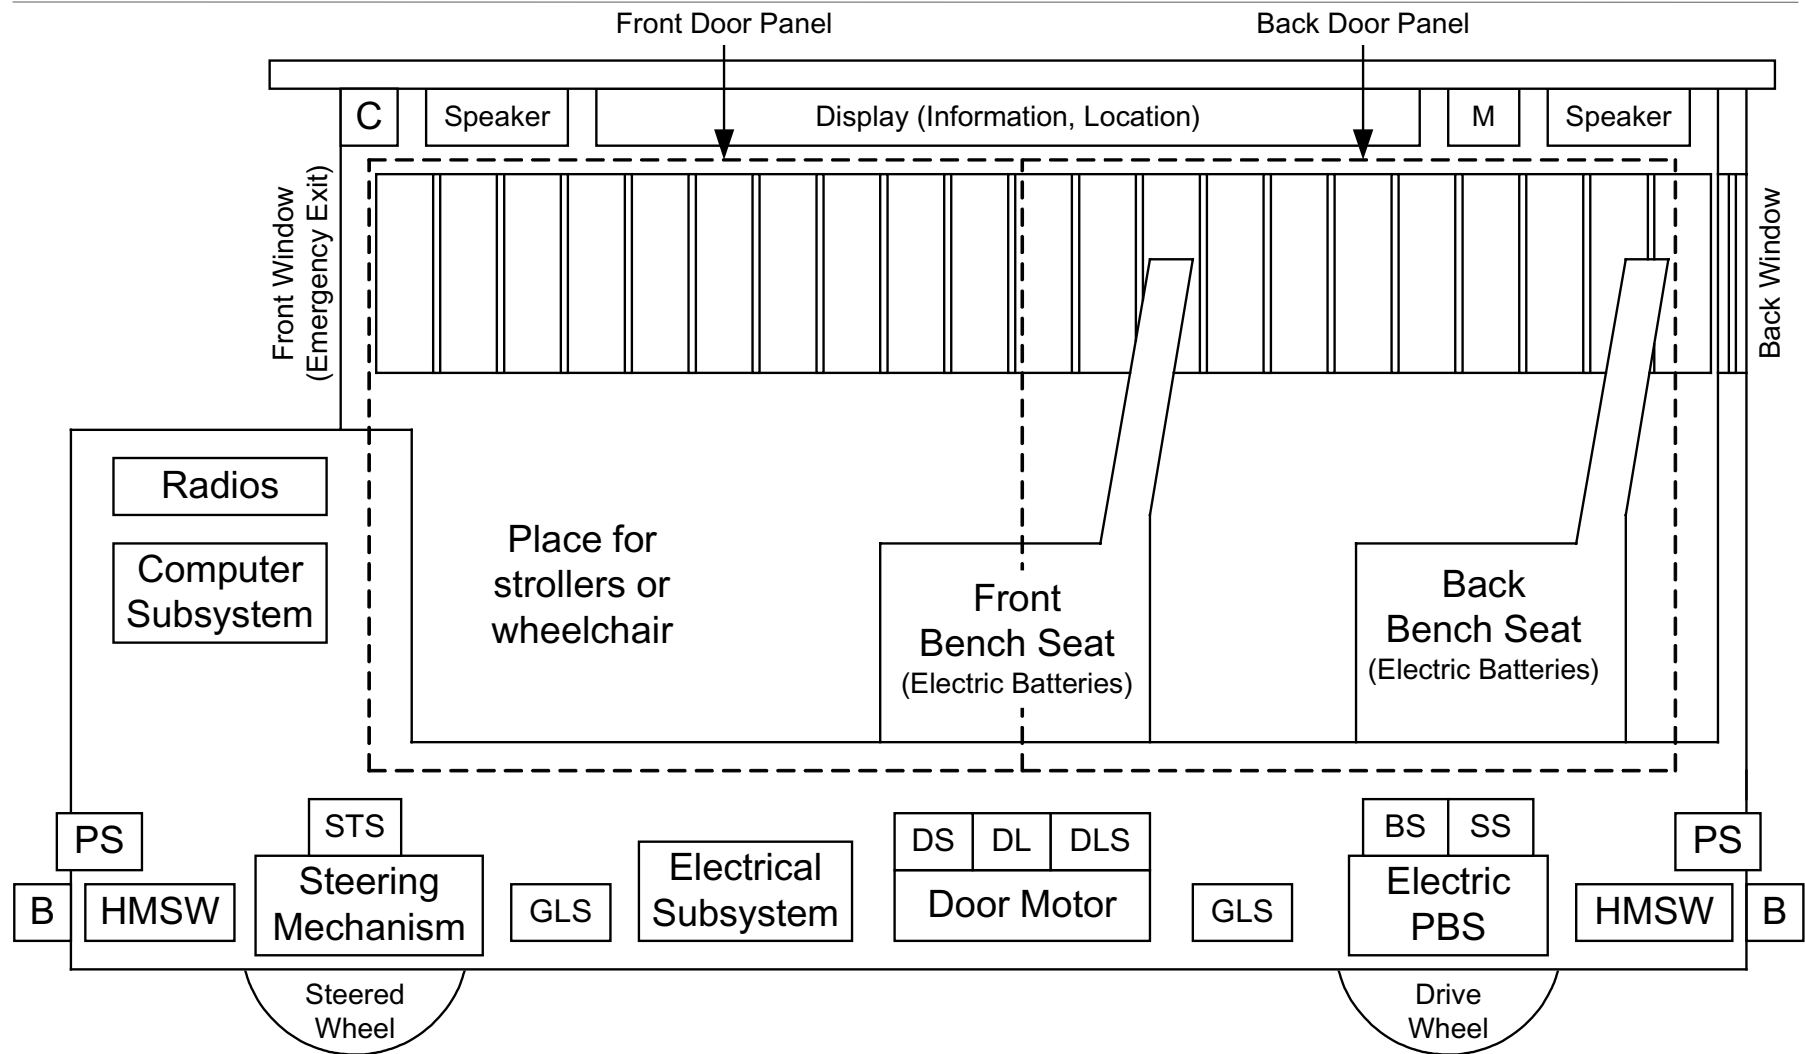 Front Door Panel
Back Door Panel
C
Speaker
Display (Information, Location)
M
Speaker
Front Window
(Emergency Exit)
Back Window
Radios
Computer
Subsystem
Place for
strollers or
wheelchair
Front
Bench Seat
(Electric Batteries)
Back
Bench Seat
(Electric Batteries)
PS
STS
DS
DL
DLS
BS
SS
PS
B
HMSW
Steering
Mechanism
GLS
Electrical
Subsystem
Door Motor
GLS
Electric
PBS
HMSW
B
Steered
Wheel
Drive
Wheel